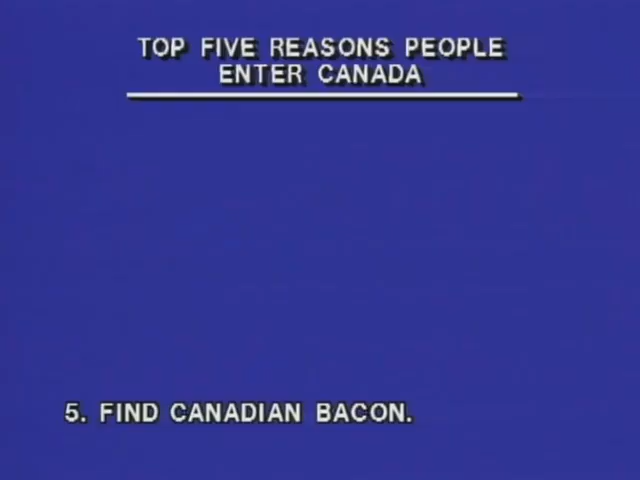 TOP FIVE REASONS PEOPLE
ENTER CANADA
5. FIND CANADIAN BACON.